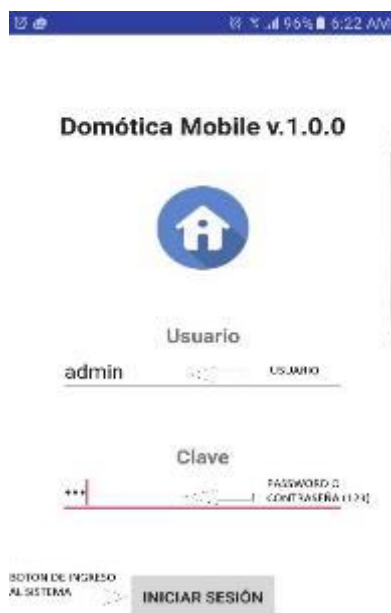 96% 6:22 AM
Domótica Mobile v.1.0.0
Usuario
admin
USUARIO
Clave
•••
PASSWORD O
CONTRASEÑA (123)
BOTON DE INGRESO
AL SISTEMA
INICIAR SESIÓN